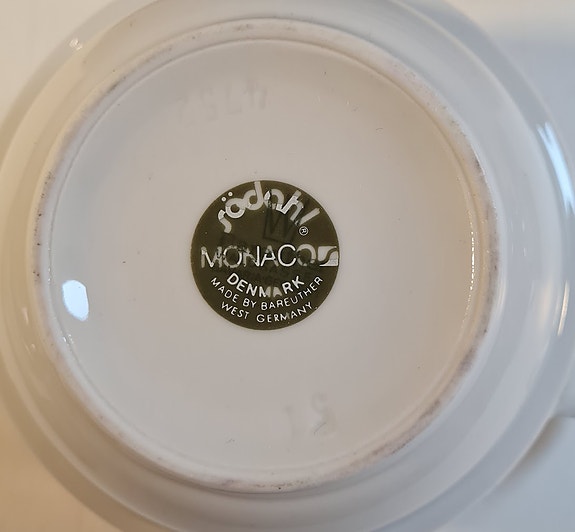 södahl®
MONACO
DENMARK
MADE BY BAREUTHER
WEST GERMANY